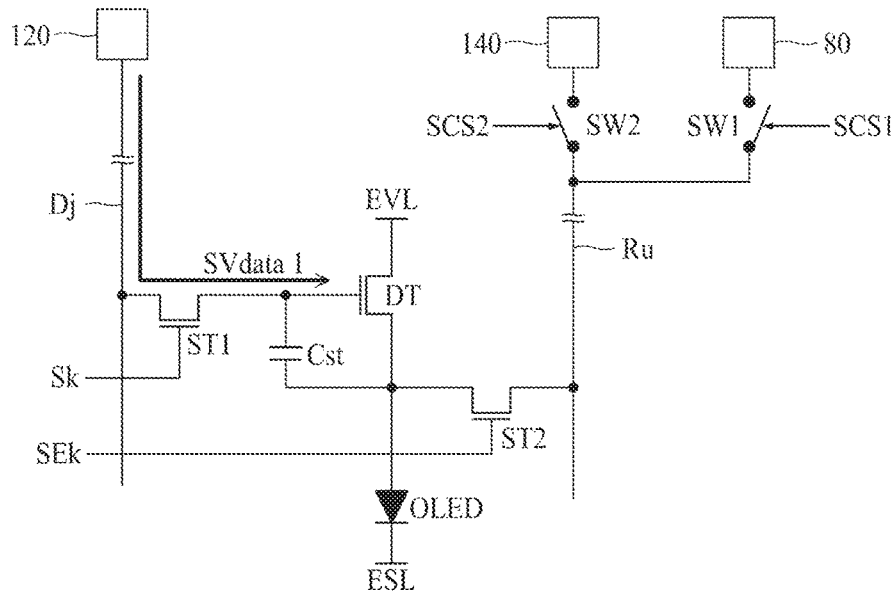 120
140
80
SCS2
SW2
SW1
SCS1
Dj
EVL
Ru
SVdata 1
DT
ST1
Cst
Sk
ST2
SEk
OLED
ESL